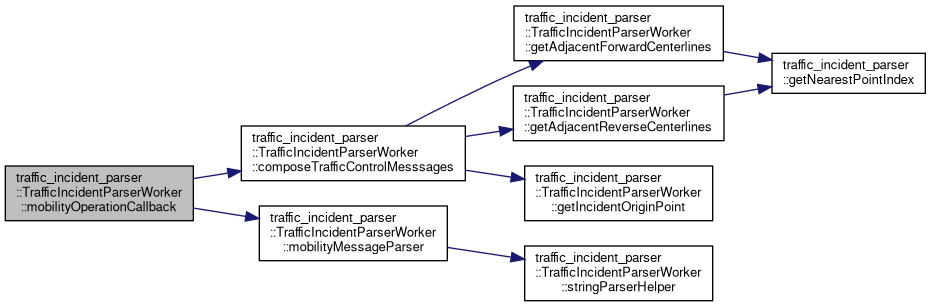 traffic_incident_parser
::TrafficIncidentParserWorker
::mobilityOperationCallback
traffic_incident_parser
::TrafficIncidentParserWorker
::composeTrafficControlMesssages
traffic_incident_parser
::TrafficIncidentParserWorker
::getAdjacentForwardCenterlines
traffic_incident_parser
::getNearestPointIndex
traffic_incident_parser
::TrafficIncidentParserWorker
::getAdjacentReverseCenterlines
traffic_incident_parser
::TrafficIncidentParserWorker
::getIncidentOriginPoint
traffic_incident_parser
::TrafficIncidentParserWorker
::mobilityMessageParser
traffic_incident_parser
::TrafficIncidentParserWorker
::stringParserHelper